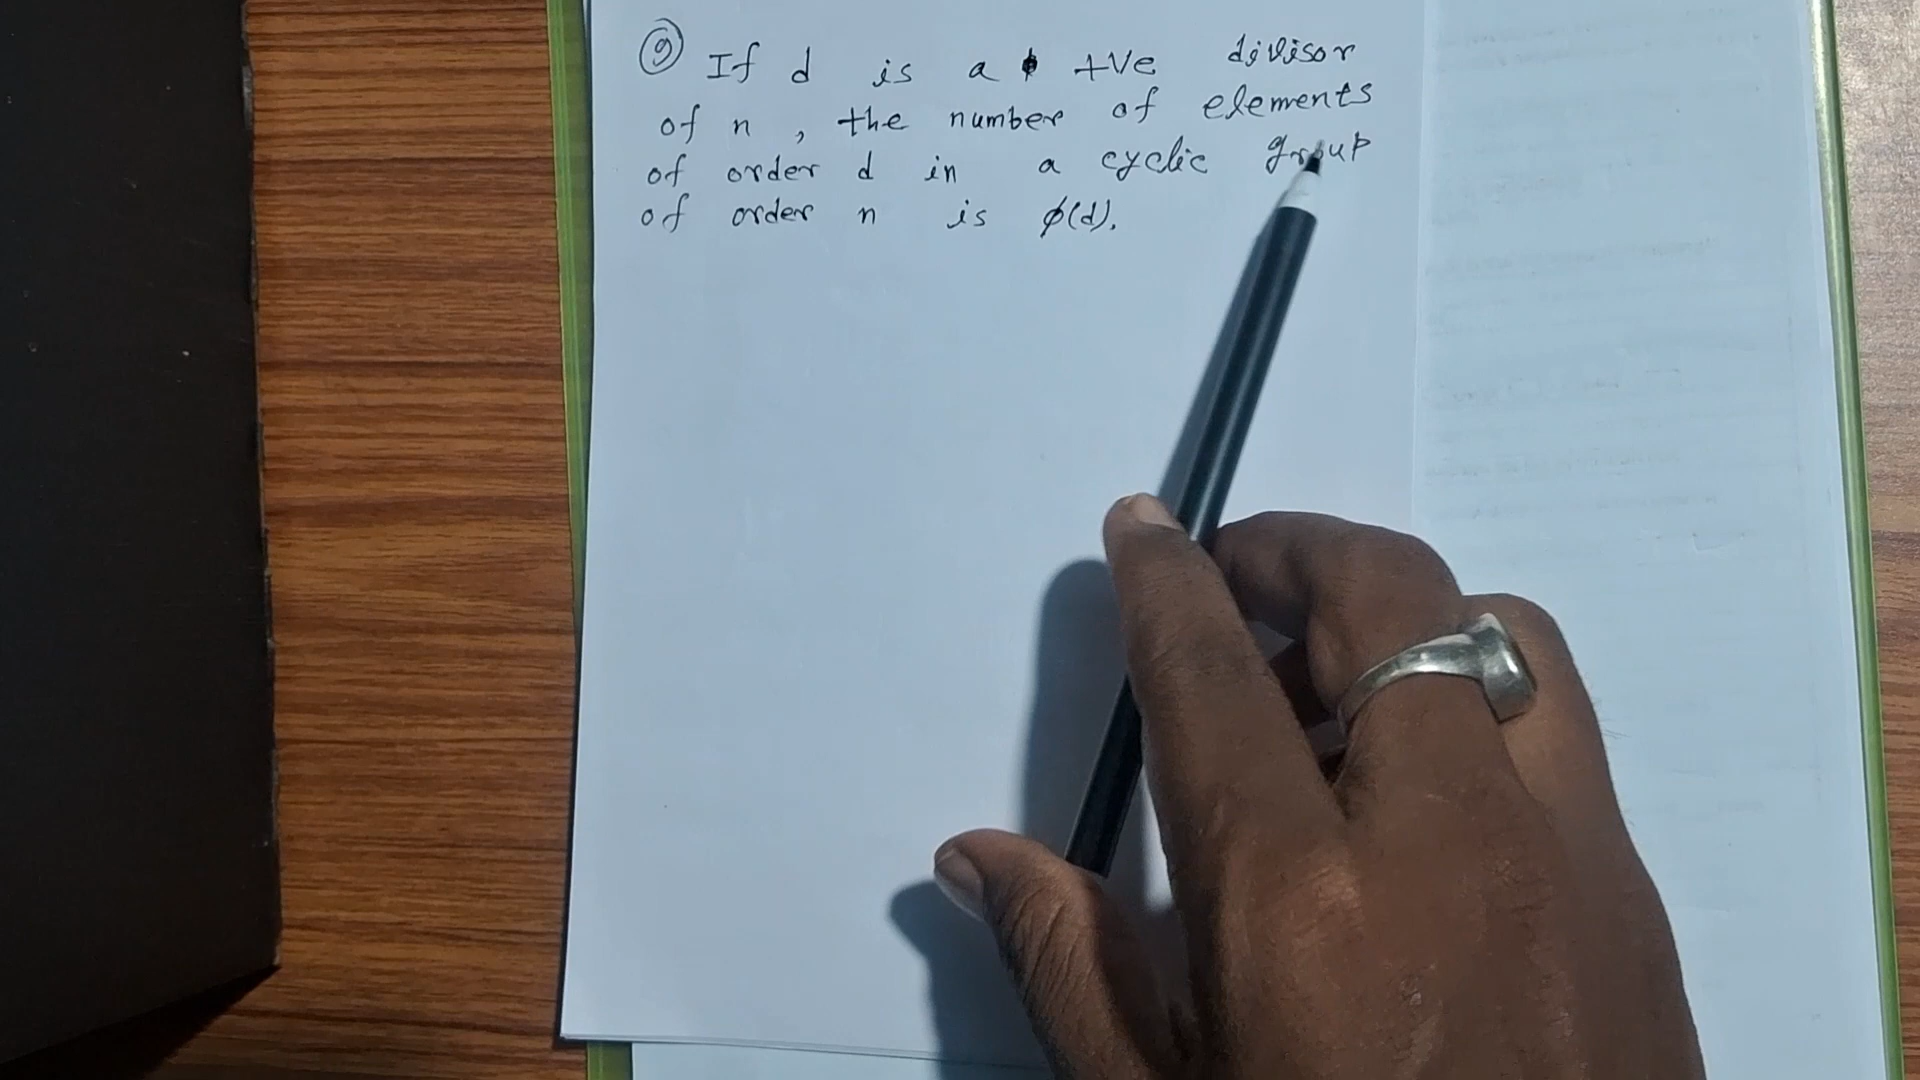 9 If d is a +ve divisor
of n, the number of elements
of order d in a cyclic group
of order n is ϕ(d).